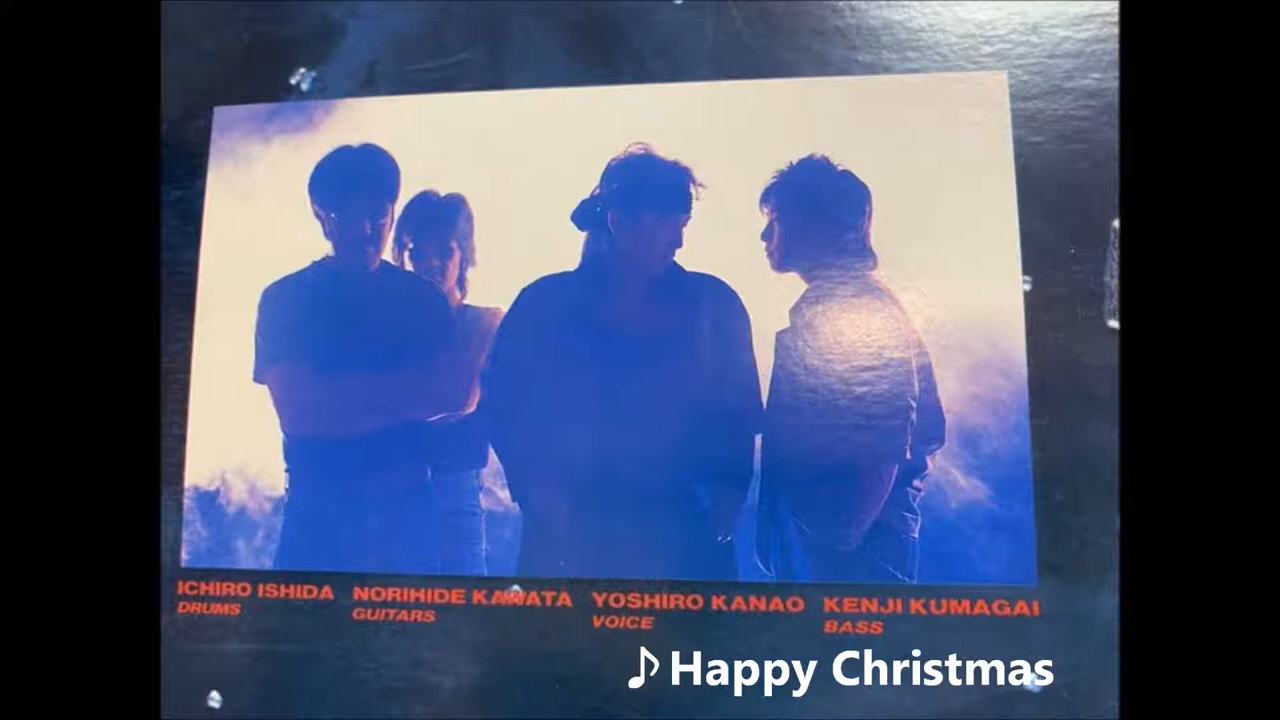 ICHIRO ISHIDA NORIHIDE KAWATA YOSHIRO KANAO KENJI KUMAGAI
DRUMS GUITARS VOICE BASS
♪Happy Christmas